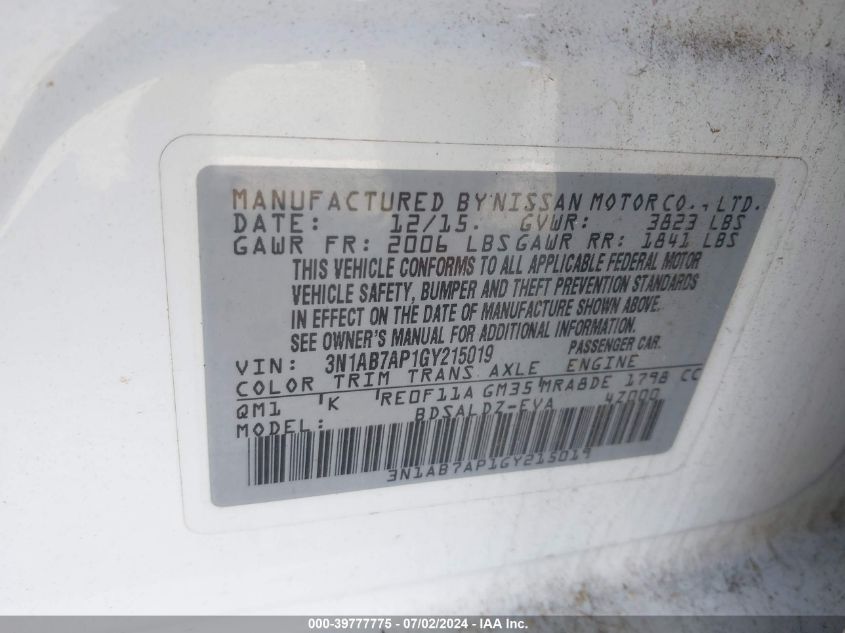 MANUFACTURED BY NISSAN MOTOR CO., LTD.
DATE: 12/15. GVWR: 3823 LBS
GAWR FR: 2006 LBS GAWR RR: 1841 LBS
THIS VEHICLE CONFORMS TO ALL APPLICABLE FEDERAL MOTOR
VEHICLE SAFETY, BUMPER AND THEFT PREVENTION STANDARDS
IN EFFECT ON THE DATE OF MANUFACTURE SHOWN ABOVE.
SEE OWNER'S MANUAL FOR ADDITIONAL INFORMATION.
VIN: 3N1AB7AP1GY215019 PASSENGER CAR.
COLOR TRIM TRANS AXLE ENGINE
QM1 K RE0F11A GM35 MRA8DE 1798 CC
MODEL: BDSALDZ-EVA 4Z000
3N1AB7AP1GY215019
000-39777775 - 07/02/2024 - IAA Inc.